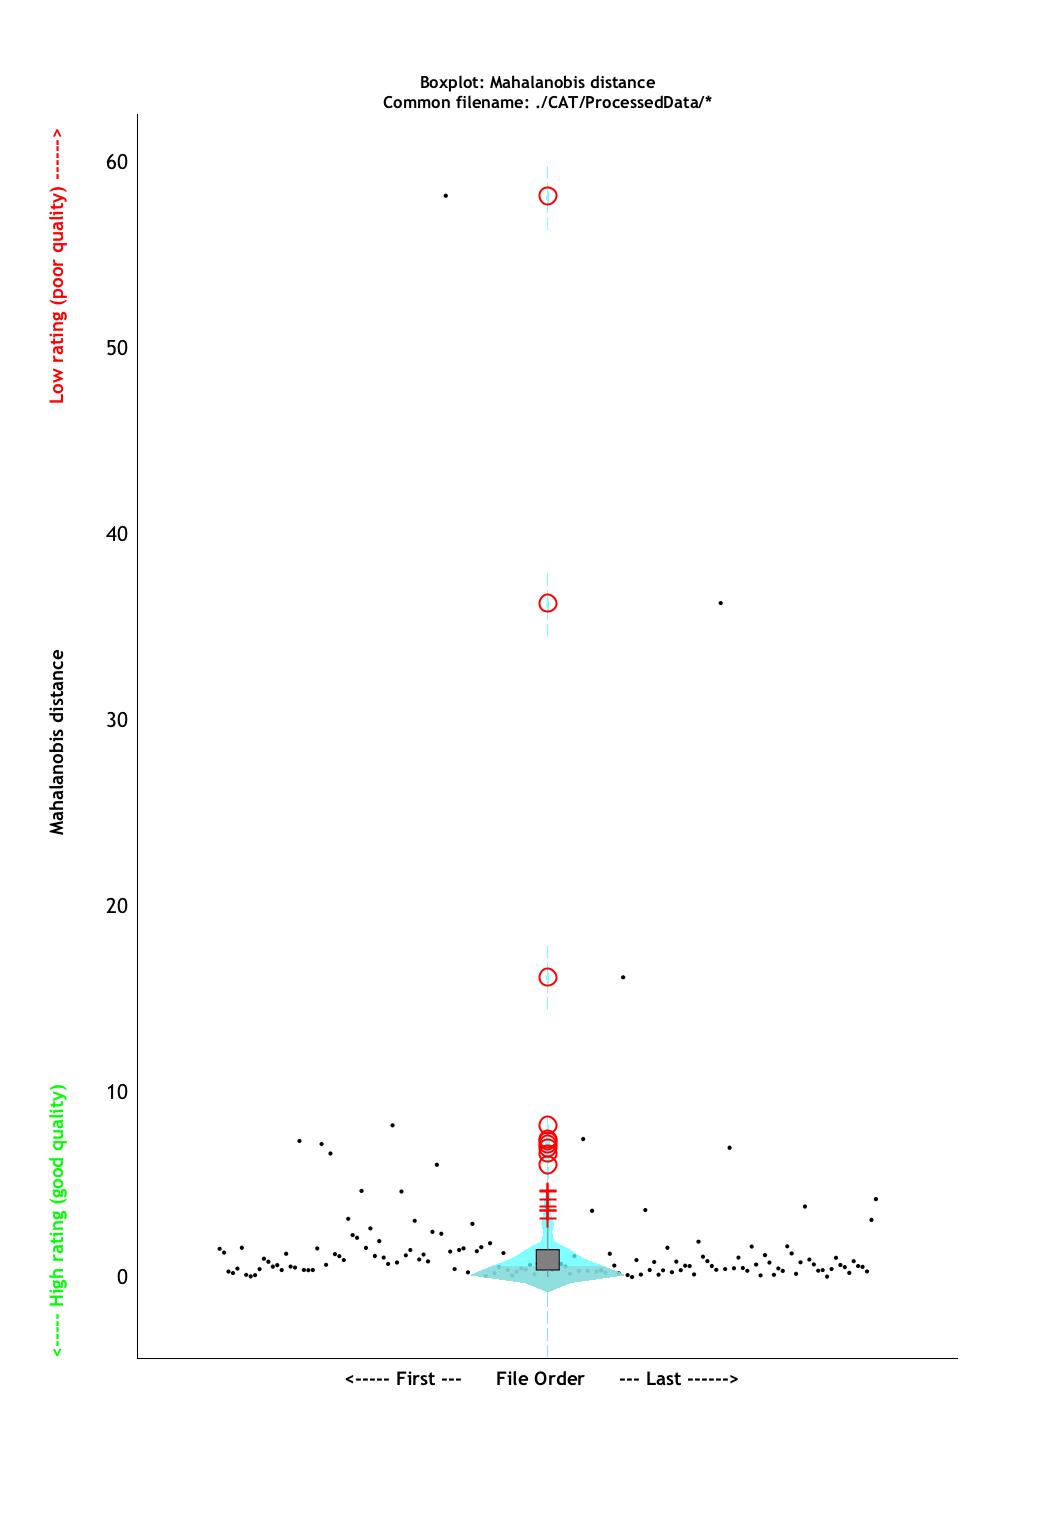 Boxplot: Mahalanobis distance
Common filename: ./CAT/ProcessedData/*
Low rating (poor quality) ------>
Mahalanobis distance
<----- High rating (good quality)
60
50
40
30
20
10
0
<----- First --- File Order --- Last ------>